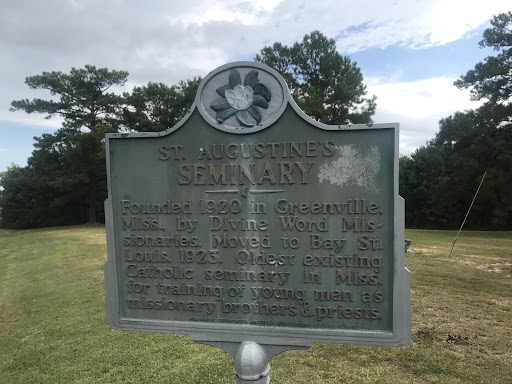 ST. AUGUSTINE'S
SEMINARY
Founded 1920 in Greenville,
Miss., by Divine Word Mis-
sionaries. Moved to Bay St.
Louis, 1923. Oldest existing
Catholic seminary in Miss.
for training of young men as
missionary brothers & priests.